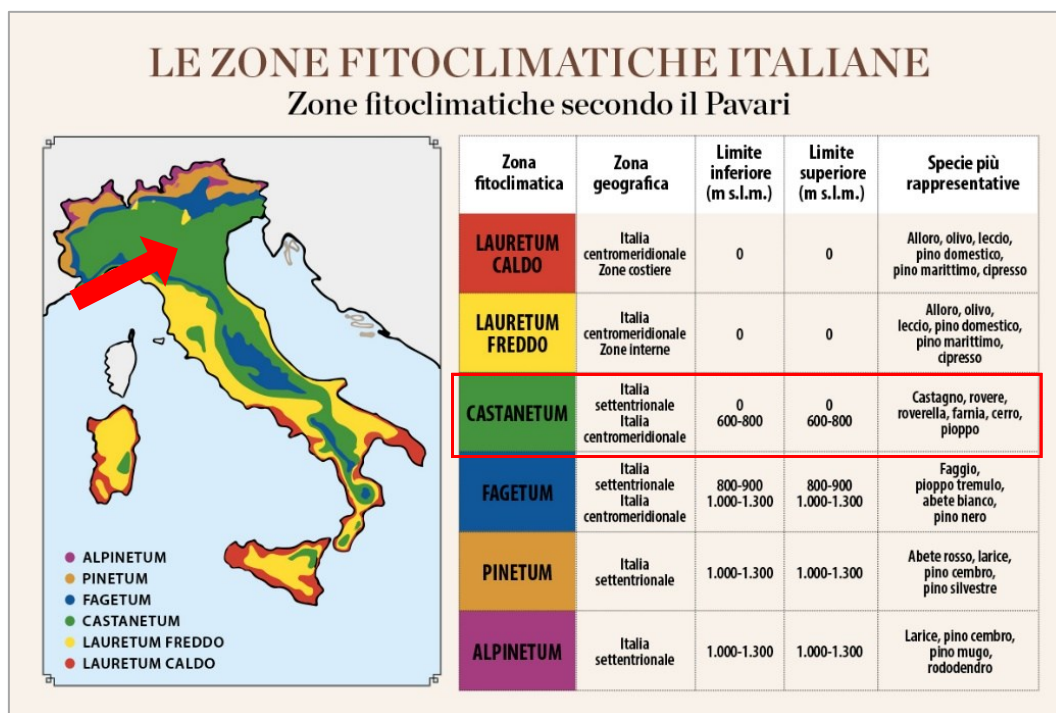 LE ZONE FITOCLIMATICHE ITALIANE
Zone fitoclimatiche secondo il Pavari
ALPINETUM
PINETUM
FAGETUM
CASTANETUM
LAURETUM FREDDO
LAURETUM CALDO
Zona
fitoclimatica
Zona
geografica
Limite
inferiore
(m s.l.m.)
Limite
superiore
(m s.l.m.)
Specie più
rappresentative
LAURETUM
CALDO
Italia
centromeridionale
Zone costiere
0
0
Alloro, olivo, leccio,
pino domestico,
pino marittimo, cipresso
LAURETUM
FREDDO
Italia
centromeridionale
Zone interne
0
0
Alloro, olivo,
leccio, pino domestico,
pino marittimo,
cipresso
CASTANETUM
Italia
settentrionale
Italia
centromeridionale
0
600-800
0
600-800
Castagno, rovere,
roverella, farnia, cerro,
pioppo
FAGETUM
Italia
settentrionale
Italia
centromeridionale
800-900
1.000-1.300
800-900
1.000-1.300
Faggio,
pioppo tremulo,
abete bianco,
pino nero
PINETUM
Italia
settentrionale
1.000-1.300
1.000-1.300
Abete rosso, larice,
pino cembro,
pino silvestre
ALPINETUM
Italia
settentrionale
1.000-1.300
1.000-1.300
Larice, pino cembro,
pino mugo,
rododendro